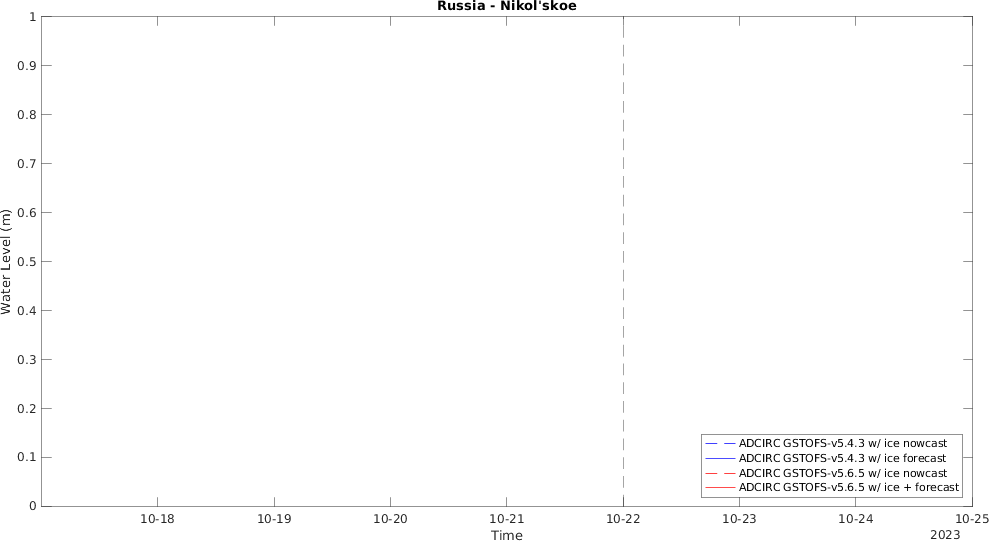 Russia - Nikol'skoe
1
0.9
0.8
0.7
0.6
0.5
0.4
0.3
0.2
0.1
0
Water Level (m)
ADCIRC GSTOFS-v5.4.3 w/ ice nowcast
ADCIRC GSTOFS-v5.4.3 w/ ice forecast
ADCIRC GSTOFS-v5.6.5 w/ ice nowcast
ADCIRC GSTOFS-v5.6.5 w/ ice + forecast
10-18 10-19 10-20 10-21 10-22 10-23 10-24 10-25
Time
2023